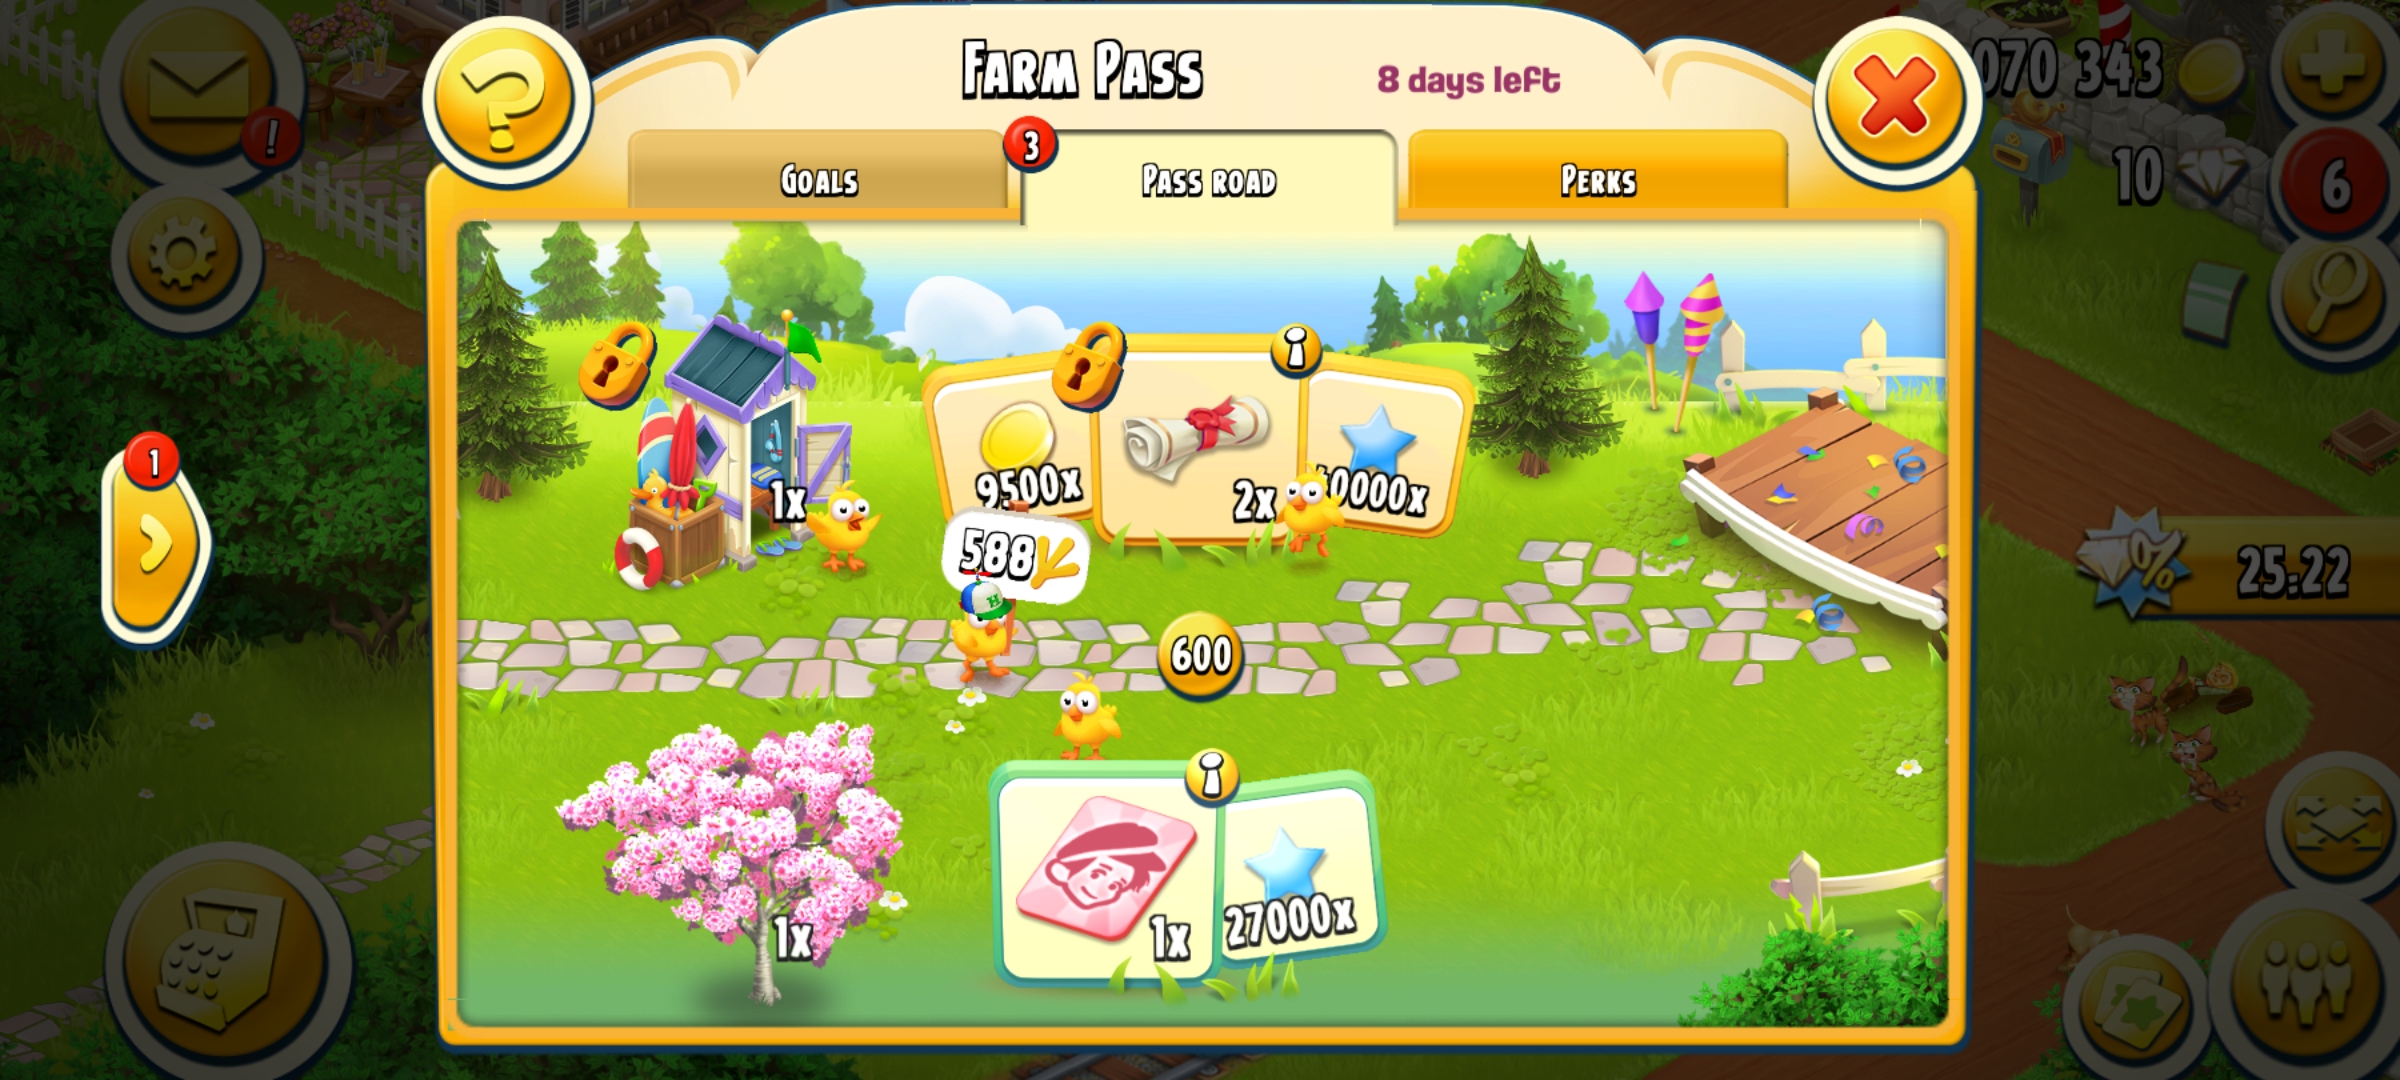 FARM PASS
8 days left
070 343
!
3
GOALS
PASS ROAD
PERKS
10
6
i
1
9500x
1x
2x
0000x
588
%
25:22
H
600
i
1x
1x
27000x